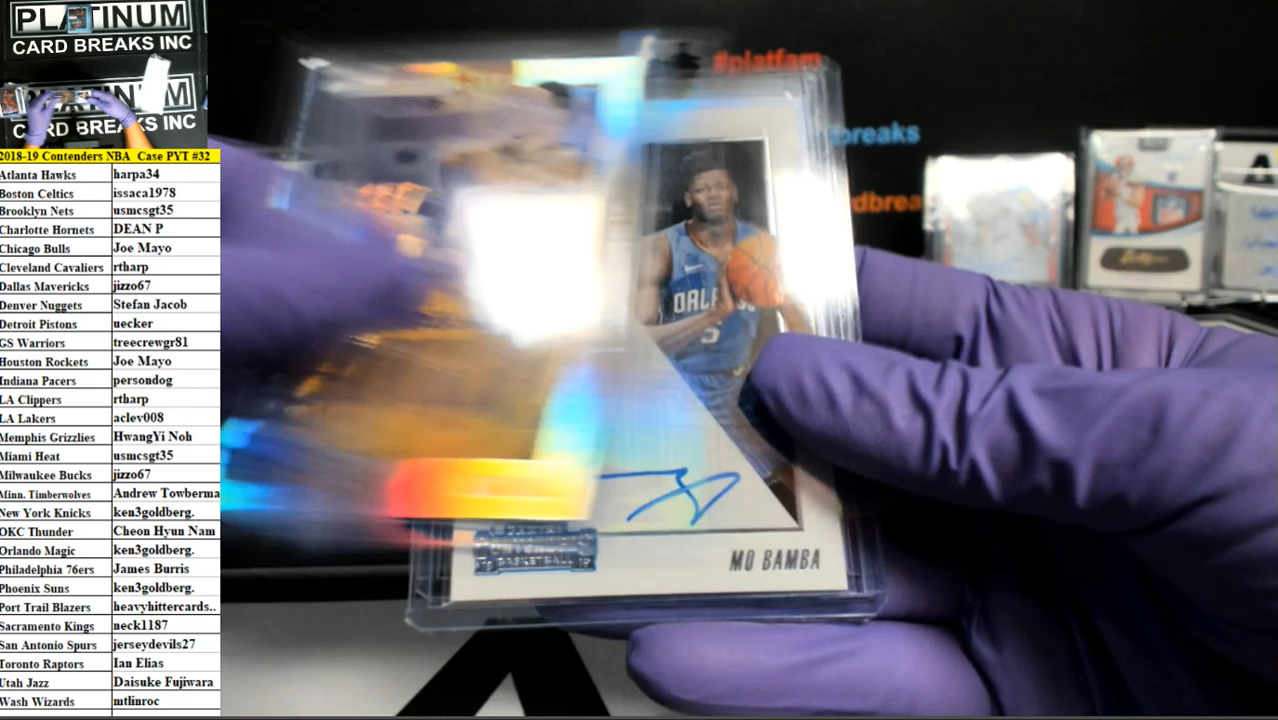 PLATINUM
CARD BREAKS INC
PLATINUM
CARD BREAKS INC
2018-19 Contenders NBA Case PYT #32
Atlanta Hawks harpa34
Boston Celtics issaca1978
Brooklyn Nets usmcsgt35
Charlotte Hornets DEAN P
Chicago Bulls Joe Mayo
Cleveland Cavaliers rtharp
Dallas Mavericks jizzo67
Denver Nuggets Stefan Jacob
Detroit Pistons uecker
GS Warriors treecrewgr81
Houston Rockets Joe Mayo
Indiana Pacers persondog
LA Clippers rtharp
LA Lakers aclev008
Memphis Grizzlies HwangYi Noh
Miami Heat usmcsgt35
Milwaukee Bucks jizzo67
Minn. Timberwolves Andrew Towberma
New York Knicks ken3goldberg.
OKC Thunder Cheon Hyun Nam
Orlando Magic ken3goldberg.
Philadelphia 76ers James Burris
Phoenix Suns ken3goldberg.
Port Trail Blazers heavyhittercards..
Sacramento Kings neck1187
San Antonio Spurs jerseydevils27
Toronto Raptors Ian Elias
Utah Jazz Daisuke Fujiwara
Wash Wizards mtlinroc
#platfam
breaks
rdbrea
5
MO BAMBA